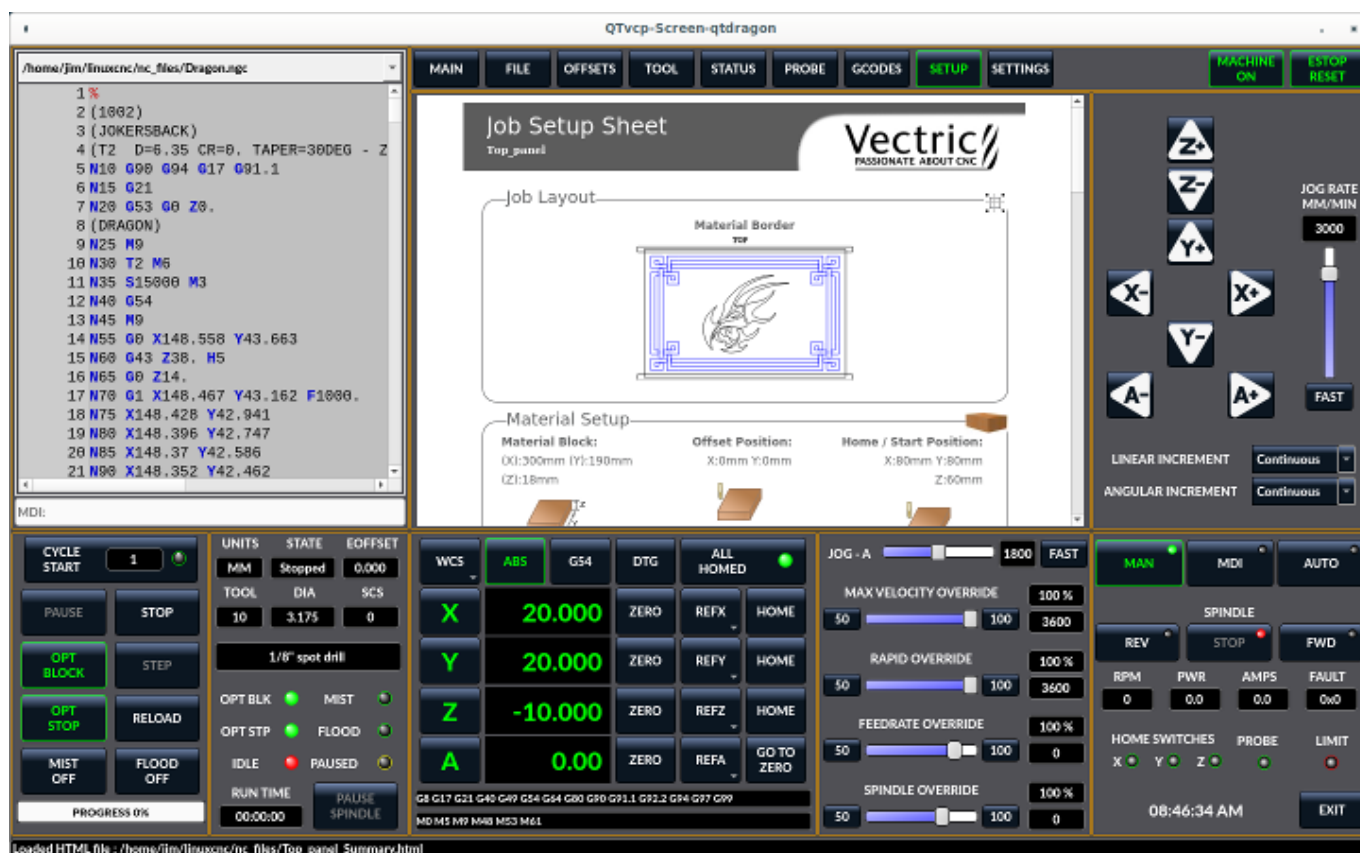 QTvcp-Screen-qtdragon
/home/jim/linuxcnc/nc_files/Dragon.ngc
1 %
2 (1002)
3 (JOKERSBACK)
4 (T2 D=6.35 CR=0. TAPER=30DEG - Z
5 N10 G90 G94 G17 G91.1
6 N15 G21
7 N20 G53 G0 Z0.
8 (DRAGON)
9 N25 M9
10 N30 T2 M6
11 N35 S15000 M3
12 N40 G54
13 N45 M9
14 N55 G0 X148.558 Y43.663
15 N60 G43 Z38. H5
16 N65 G0 Z14.
17 N70 G1 X148.467 Y43.162 F1000.
18 N75 X148.428 Y42.941
19 N80 X148.396 Y42.747
20 N85 X148.37 Y42.586
21 N90 X148.352 Y42.462
MDI:
MAIN FILE OFFSETS TOOL STATUS PROBE GCODES SETUP SETTINGS
MACHINE ON
ESTOP RESET
Job Setup Sheet
Top_panel
Vectric
PASSIONATE ABOUT CNC
Job Layout
Material Border
TOP
Material Setup
Material Block: Offset Position: Home / Start Position:
(X):300mm (Y):190mm X:0mm Y:0mm X:80mm Y:80mm
(Z):18mm Z:60mm
Z
Z+
Z-
Y+
X- X+
Y-
A- A+
JOG RATE
MM/MIN
3000
FAST
LINEAR INCREMENT Continuous
ANGULAR INCREMENT Continuous
CYCLE START 1
PAUSE STOP
OPT BLOCK STEP
OPT STOP RELOAD
MIST OFF FLOOD OFF
PROGRESS 0%
UNITS STATE EOFFSET
MM Stopped 0.000
TOOL DIA SCS
10 3.175 0
1/8" spot drill
OPT BLK MIST
OPT STP FLOOD
IDLE PAUSED
RUN TIME
00:00:00
PAUSE SPINDLE
WCS ABS G54 DTG ALL HOMED
X 20.000 ZERO REFX HOME
Y 20.000 ZERO REFY HOME
Z -10.000 ZERO REFZ HOME
A 0.00 ZERO REFA GO TO ZERO
G8 G17 G21 G40 G49 G54 G64 G80 G90 G91.1 G92.2 G94 G97 G99
M0 M5 M9 M48 M53 M61
JOG - A 1800 FAST
MAX VELOCITY OVERRIDE 100 %
50 100 3600
RAPID OVERRIDE 100 %
50 100 3600
FEEDRATE OVERRIDE 100 %
50 100 0
SPINDLE OVERRIDE 100 %
50 100 0
MAN MDI AUTO
SPINDLE
REV STOP FWD
RPM PWR AMPS FAULT
0 0.0 0.0 0x0
HOME SWITCHES PROBE LIMIT
X Y Z
08:46:34 AM
EXIT
Loaded HTML file : /home/jim/linuxcnc/nc_files/Top_panel_Summary.html